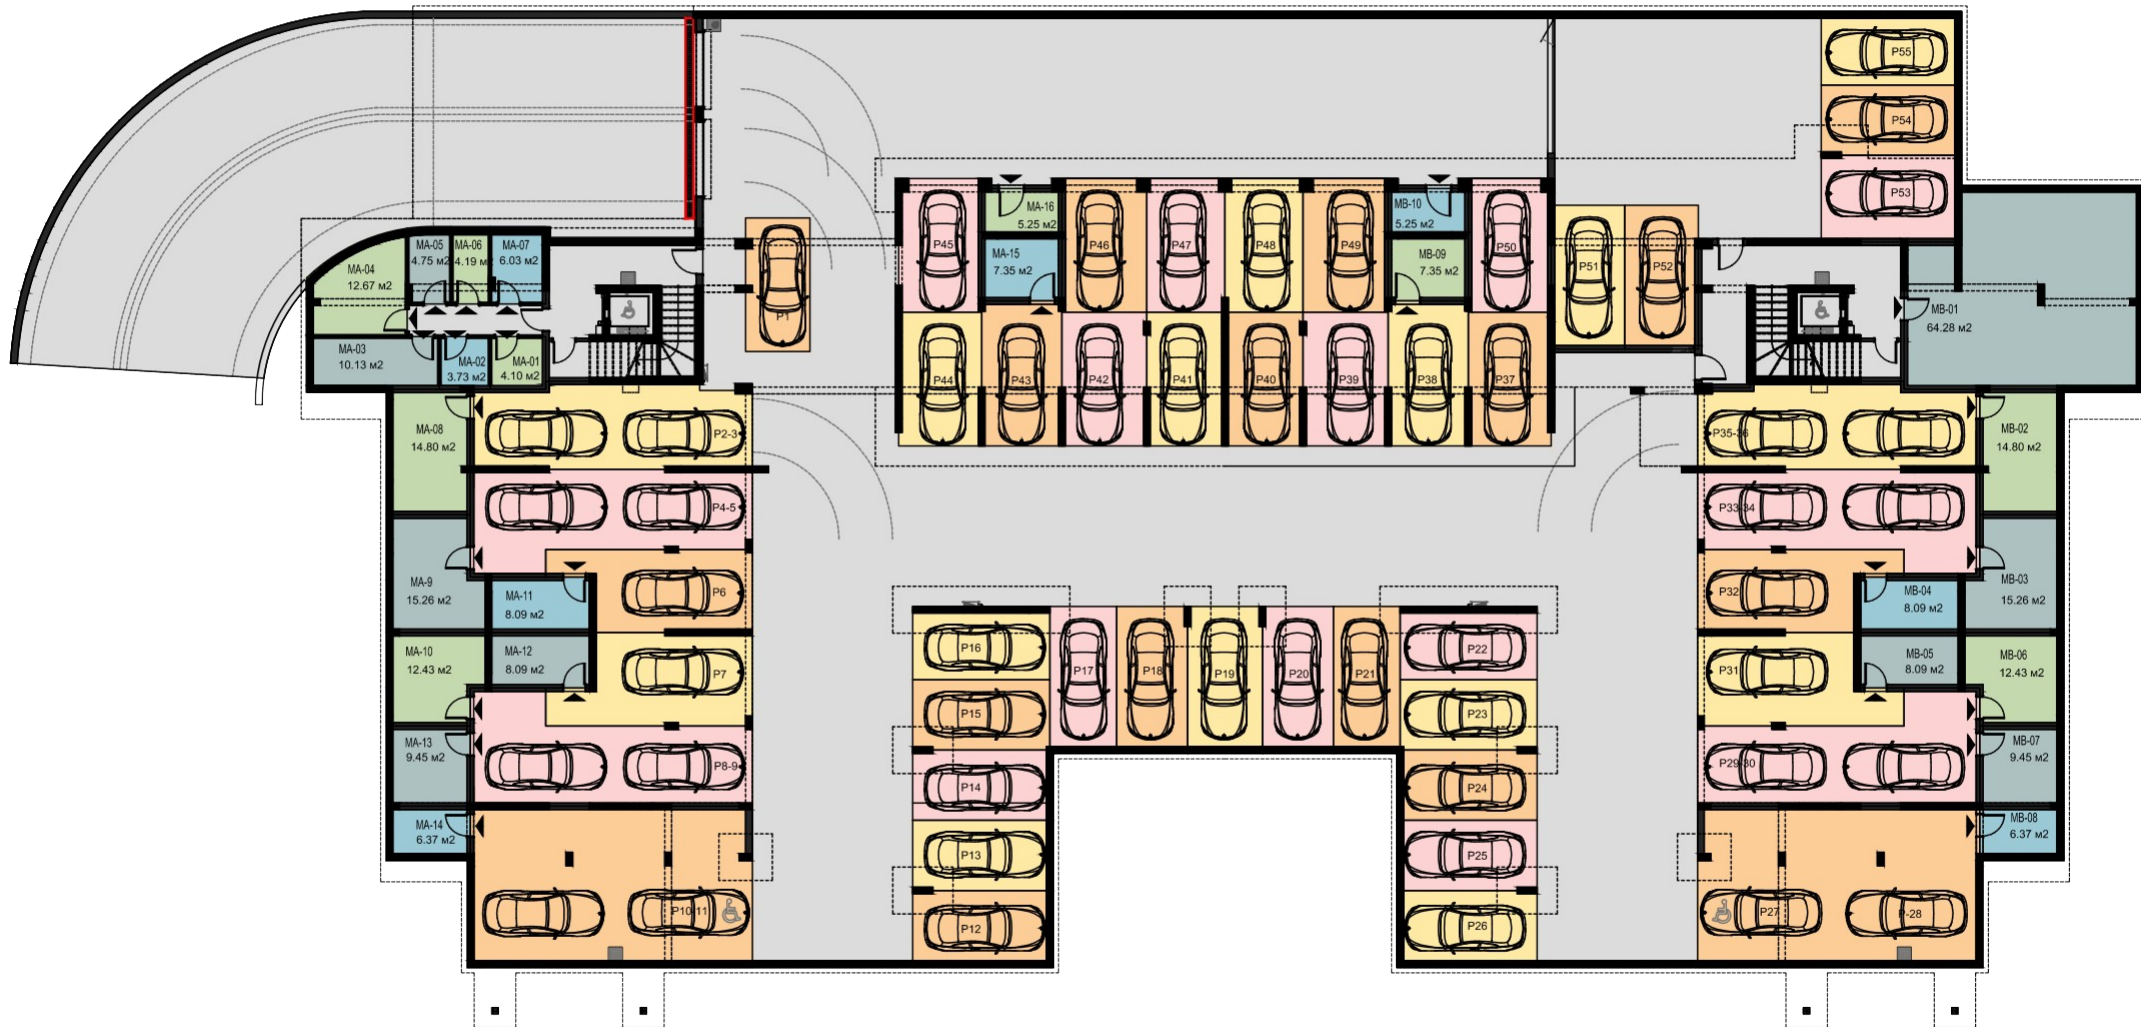 P55
P54
P53
MA-16
5.25 м2
MB-10
5.25 м2
MB-01
64.28 м2
MA-05
4.75 м2
MA-06
4.19 м2
MA-07
6.03 м2
MA-04
12.67 м2
P45
MA-15
7.35 м2
P46
P47
P48
P49
MB-09
7.35 м2
P50
P51
P52
P1
MA-03
10.13 м2
MA-02
3.73 м2
MA-01
4.10 м2
P44
P43
P42
P41
P40
P39
P38
P37
MA-08
14.80 м2
P2-3
P35-36
MB-02
14.80 м2
P4-5
P33-34
MA-9
15.26 м2
MA-11
8.09 м2
P6
P32
MB-04
8.09 м2
MB-03
15.26 м2
MA-10
12.43 м2
MA-12
8.09 м2
P7
P16
P17
P18
P19
P20
P21
P22
P31
MB-05
8.09 м2
MB-06
12.43 м2
P15
P23
MA-13
9.45 м2
P8-9
P14
P24
P29-30
MB-07
9.45 м2
MA-14
6.37 м2
P13
P25
MB-08
6.37 м2
P10-11
P12
P26
P27
P-28